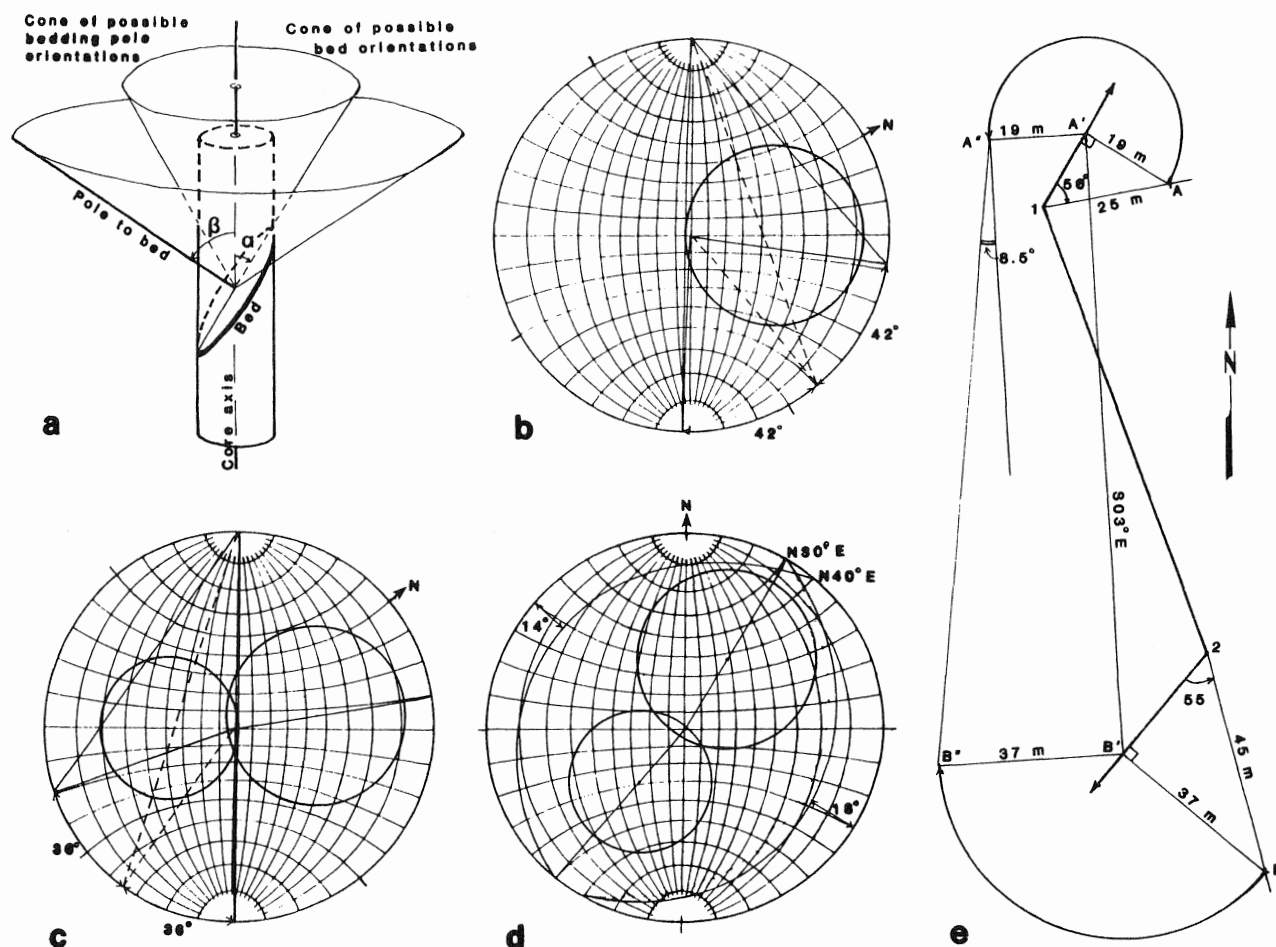 Cone of possible
bedding pole
orientations
Cone of possible
bed orientations
Pole to bed
β
α
Bed
Core axis
a
N
42°
42°
b
A"
19 m
A'
19 m
A
56°
1
25 m
8.5°
N
S03°E
2
55
B"
37 m
B'
45 m
37 m
e
N
36°
36°
c
N
N30°E
N40°E
14°
18°
d